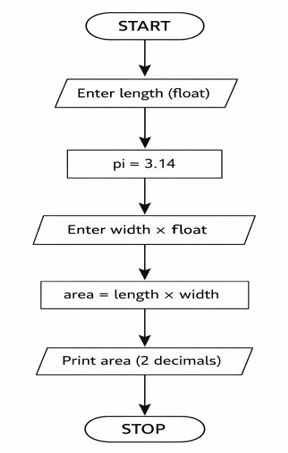 START
Enter length (float)
pi = 3.14
Enter width × float
area = length × width
Print area (2 decimals)
STOP